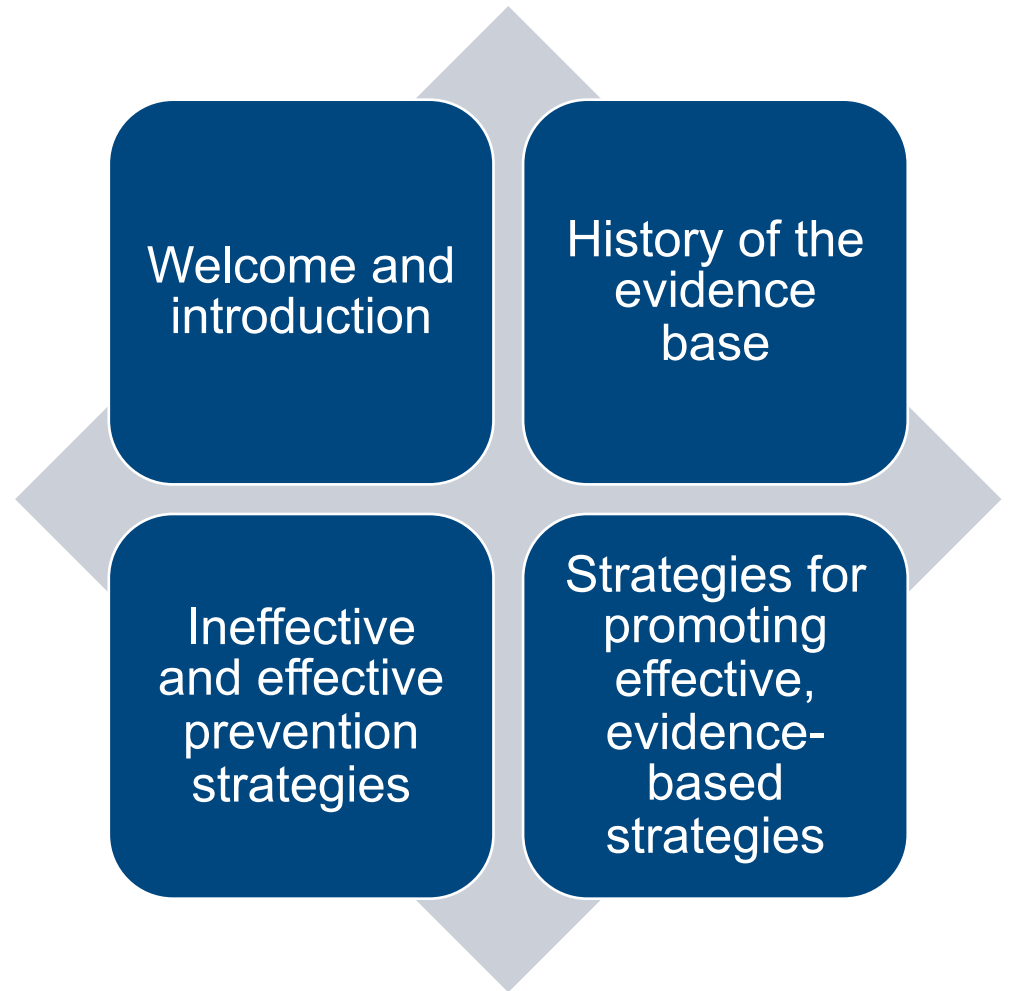 Welcome and
introduction
History of the
evidence
base
Ineffective
and effective
prevention
strategies
Strategies for
promoting
effective,
evidence-
based
strategies